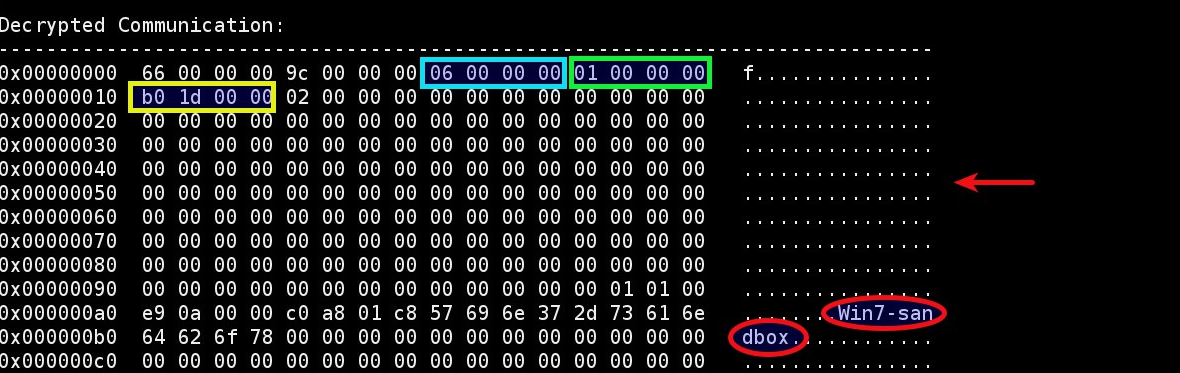 Decrypted Communication:
--------------------------------------------------------------------------------
0x00000000 66 00 00 00 9c 00 00 00 06 00 00 00 01 00 00 00 f...............
0x00000010 b0 1d 00 00 02 00 00 00 00 00 00 00 00 00 00 00 ................
0x00000020 00 00 00 00 00 00 00 00 00 00 00 00 00 00 00 00 ................
0x00000030 00 00 00 00 00 00 00 00 00 00 00 00 00 00 00 00 ................
0x00000040 00 00 00 00 00 00 00 00 00 00 00 00 00 00 00 00 ................
0x00000050 00 00 00 00 00 00 00 00 00 00 00 00 00 00 00 00 ................
0x00000060 00 00 00 00 00 00 00 00 00 00 00 00 00 00 00 00 ................
0x00000070 00 00 00 00 00 00 00 00 00 00 00 00 00 00 00 00 ................
0x00000080 00 00 00 00 00 00 00 00 00 00 00 00 00 00 00 00 ................
0x00000090 00 00 00 00 00 00 00 00 00 00 00 00 00 01 01 00 ................
0x000000a0 e9 0a 00 00 c0 a8 01 c8 57 69 6e 37 2d 73 61 6e ........Win7-san
0x000000b0 64 62 6f 78 00 00 00 00 00 00 00 00 00 00 00 00 dbox............
0x000000c0 00 00 00 00 00 00 00 00 00 00 00 00 00 00 00 00 ................